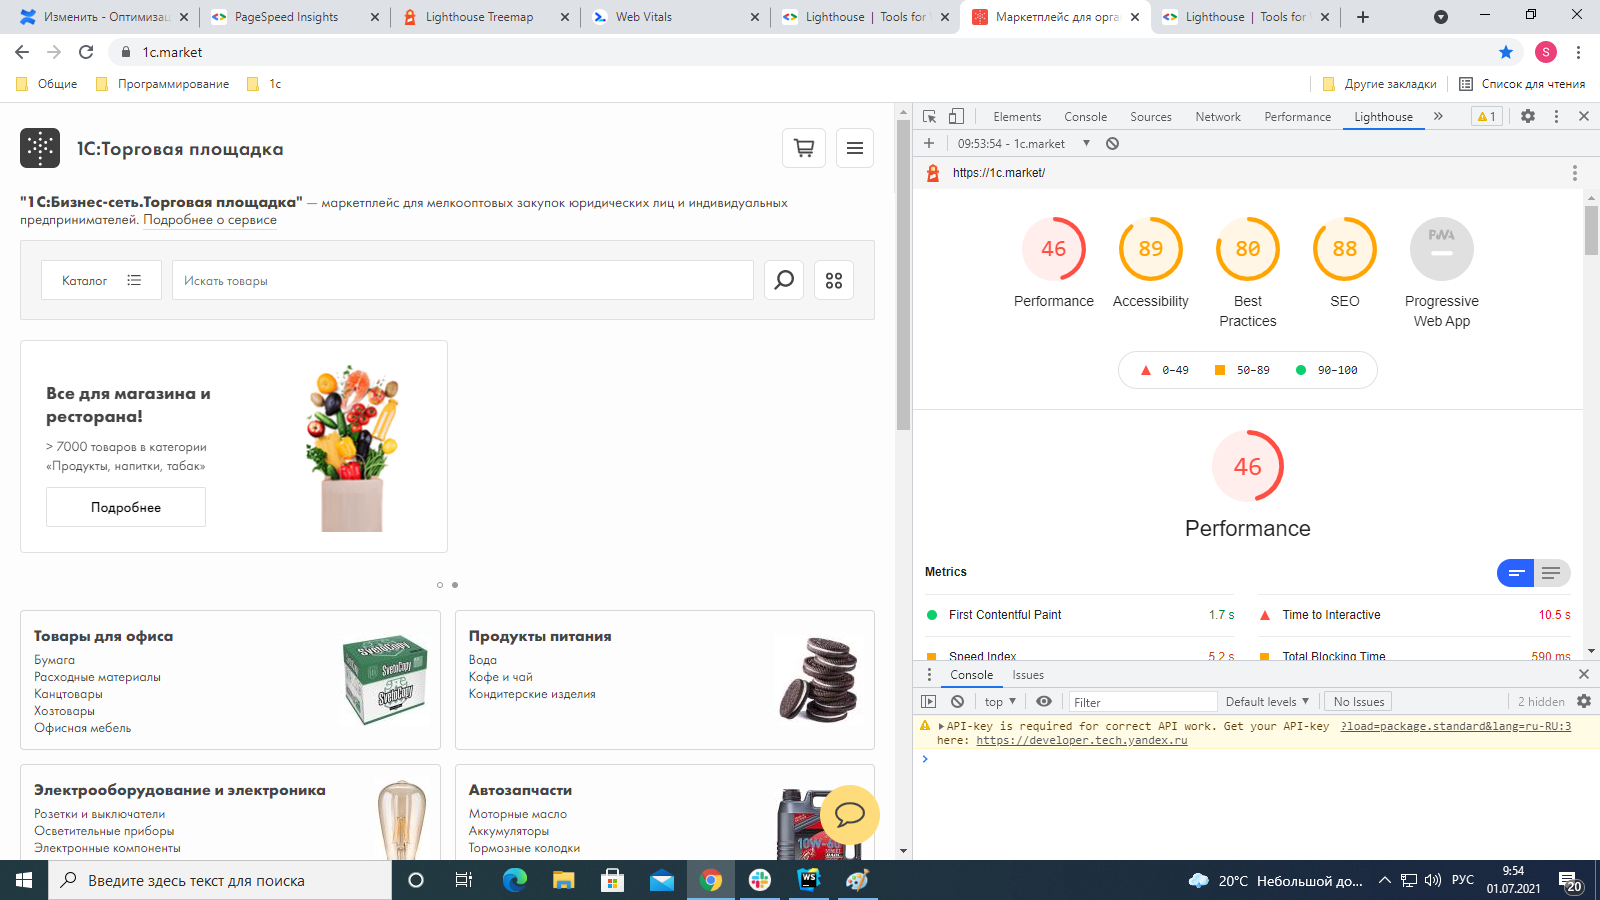 Изменить - Оптимизац
PageSpeed Insights
Lighthouse Treemap
Web Vitals
Lighthouse | Tools for
Маркетплейс для орга
Lighthouse | Tools for
1c.market
S
Общие
Программирование
1с
Другие закладки
Список для чтения
1С:Торговая площадка
"1С:Бизнес-сеть.Торговая площадка" — маркетплейс для мелкооптовых закупок юридических лиц и индивидуальных
предпринимателей. Подробнее о сервисе
Каталог
Искать товары
Все для магазина и
ресторана!
> 7000 товаров в категории
«Продукты, напитки, табак»
Подробнее
Товары для офиса
Бумага
Расходные материалы
Канцтовары
Хозтовары
Офисная мебель
SvetoCopy
SvetoCopy
Продукты питания
Вода
Кофе и чай
Кондитерские изделия
Электрооборудование и электроника
Розетки и выключатели
Осветительные приборы
Электронные компоненты
Автозапчасти
Моторные масло
Аккумуляторы
Тормозные колодки
Elements
Console
Sources
Network
Performance
Lighthouse
1
09:53:54 - 1c.market
https://1c.market/
46
89
80
88
PWA
Performance
Accessibility
Best
Practices
SEO
Progressive
Web App
0–49
50–89
90–100
46
Performance
Metrics
First Contentful Paint
1.7 s
Time to Interactive
10.5 s
Speed Index
5.2 s
Total Blocking Time
590 ms
Console
Issues
top
Filter
Default levels
No Issues
2 hidden
API-key is required for correct API work. Get your API-key
?load=package.standard&lang=ru-RU:3
here: https://developer.tech.yandex.ru
Введите здесь текст для поиска
WS
20°C Небольшой до...
РУС
9:54
01.07.2021
20